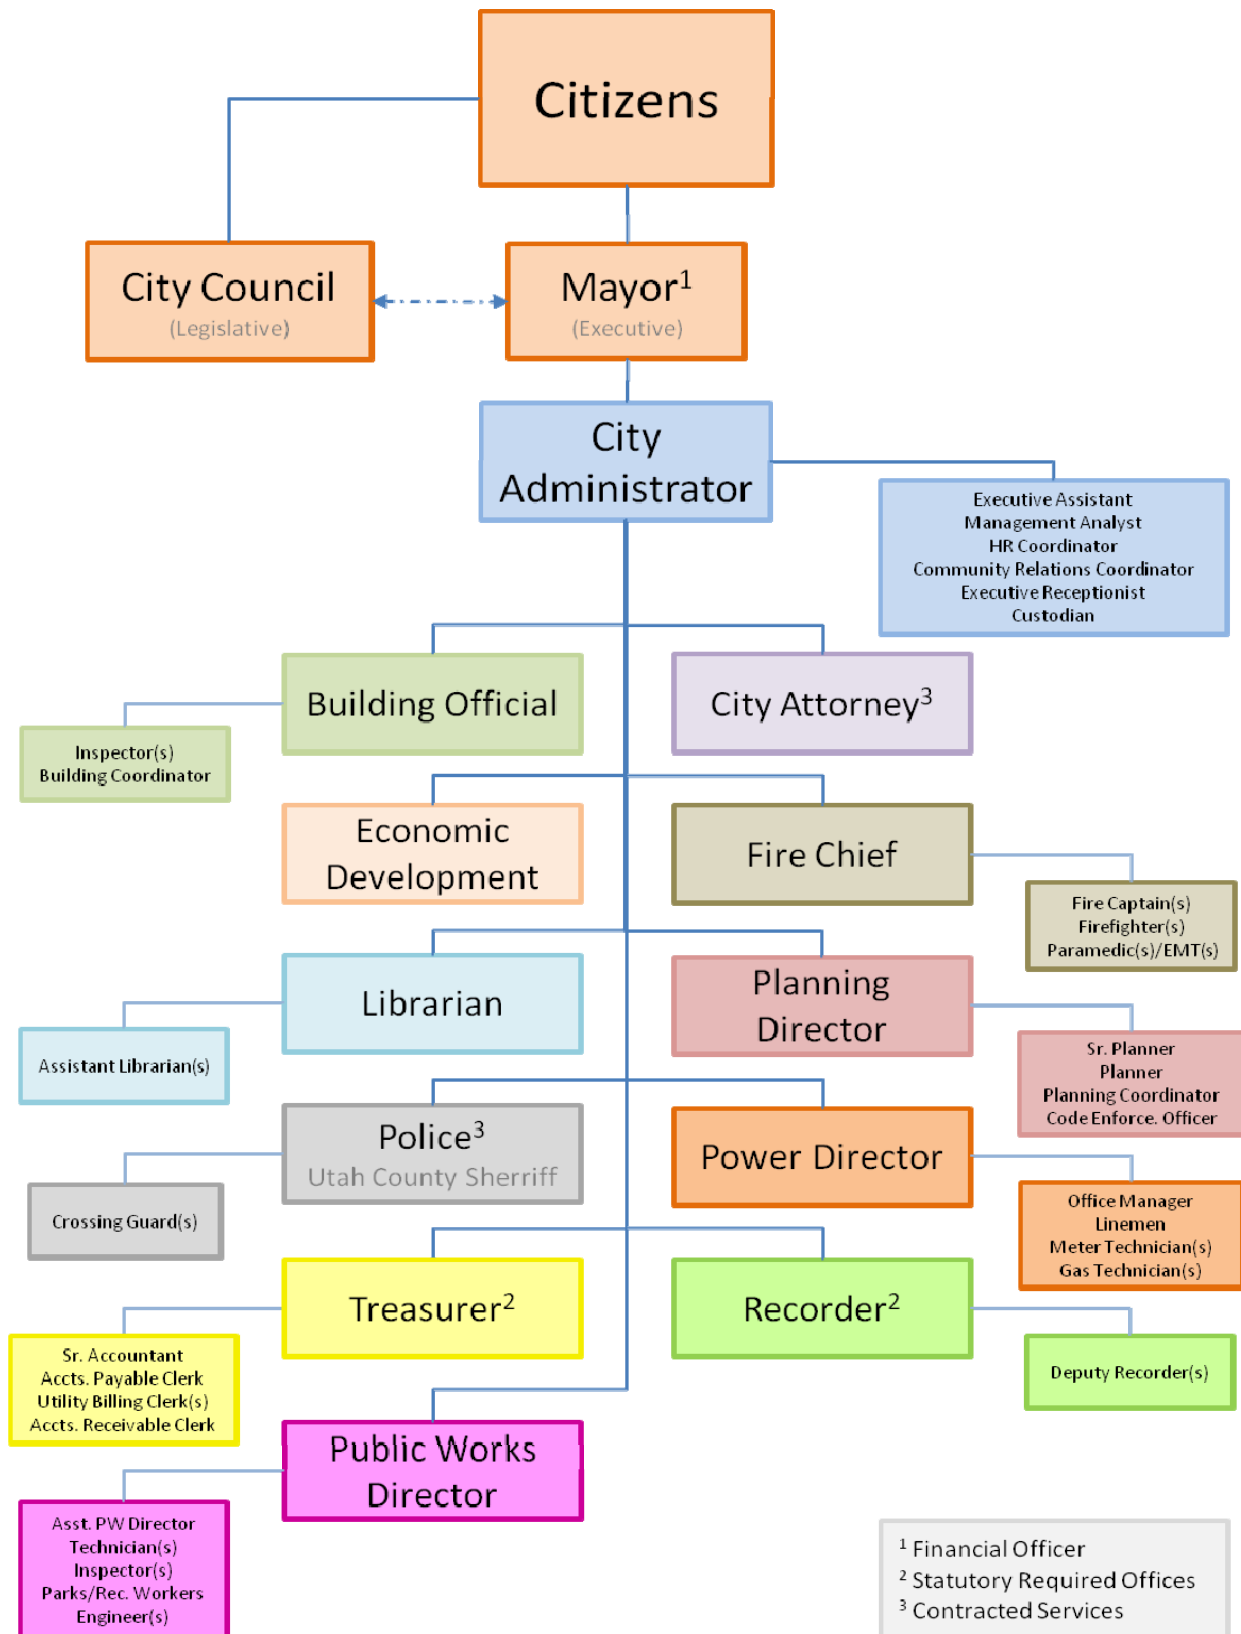 Citizens
City Council
(Legislative)
Mayor¹
(Executive)
City
Administrator
Executive Assistant
Management Analyst
HR Coordinator
Community Relations Coordinator
Executive Receptionist
Custodian
Building Official
City Attorney³
Inspector(s)
Building Coordinator
Economic
Development
Fire Chief
Fire Captain(s)
Firefighter(s)
Paramedic(s)/EMT(s)
Librarian
Planning
Director
Assistant Librarian(s)
Sr. Planner
Planner
Planning Coordinator
Code Enforce. Officer
Police³
Utah County Sherriff
Power Director
Crossing Guard(s)
Office Manager
Linemen
Meter Technician(s)
Gas Technician(s)
Treasurer²
Recorder²
Sr. Accountant
Accts. Payable Clerk
Utility Billing Clerk(s)
Accts. Receivable Clerk
Deputy Recorder(s)
Public Works
Director
Asst. PW Director
Technician(s)
Inspector(s)
Parks/Rec. Workers
Engineer(s)
¹ Financial Officer
² Statutory Required Offices
³ Contracted Services